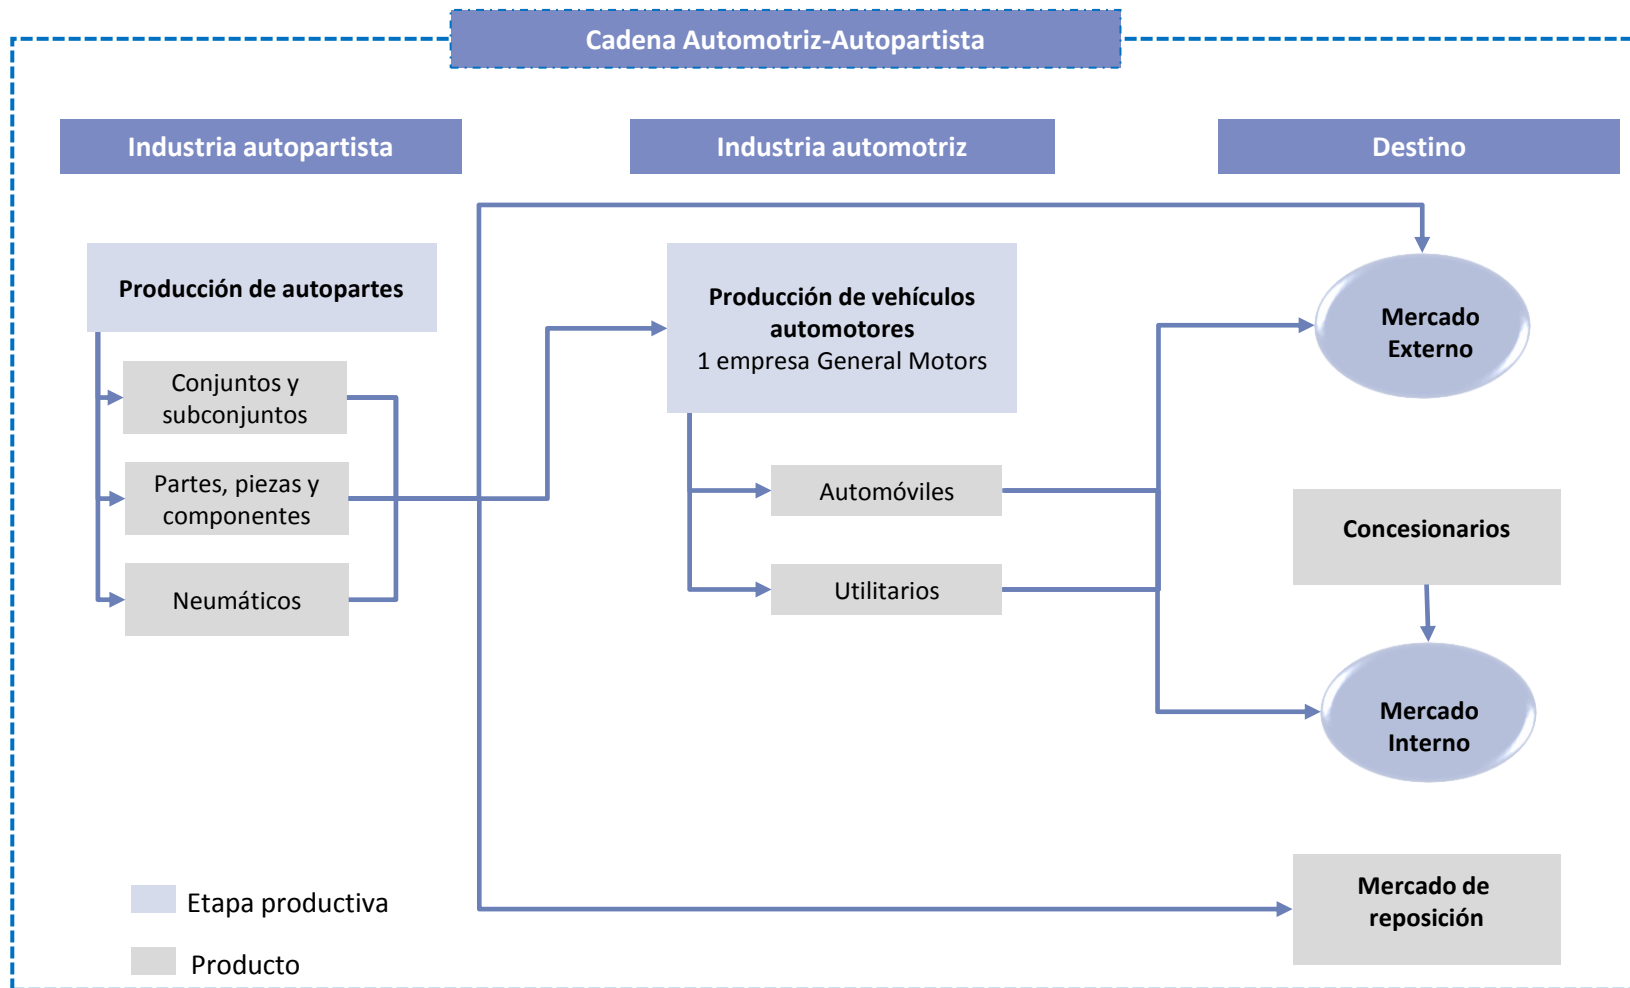 Cadena Automotriz-Autopartista
Industria autopartista
Industria automotriz
Destino
Producción de autopartes
Conjuntos y
subconjuntos
Partes, piezas y
componentes
Neumáticos
Producción de vehículos
automotores
1 empresa General Motors
Automóviles
Utilitarios
Mercado
Externo
Concesionarios
Mercado
Interno
Mercado de
reposición
Etapa productiva
Producto